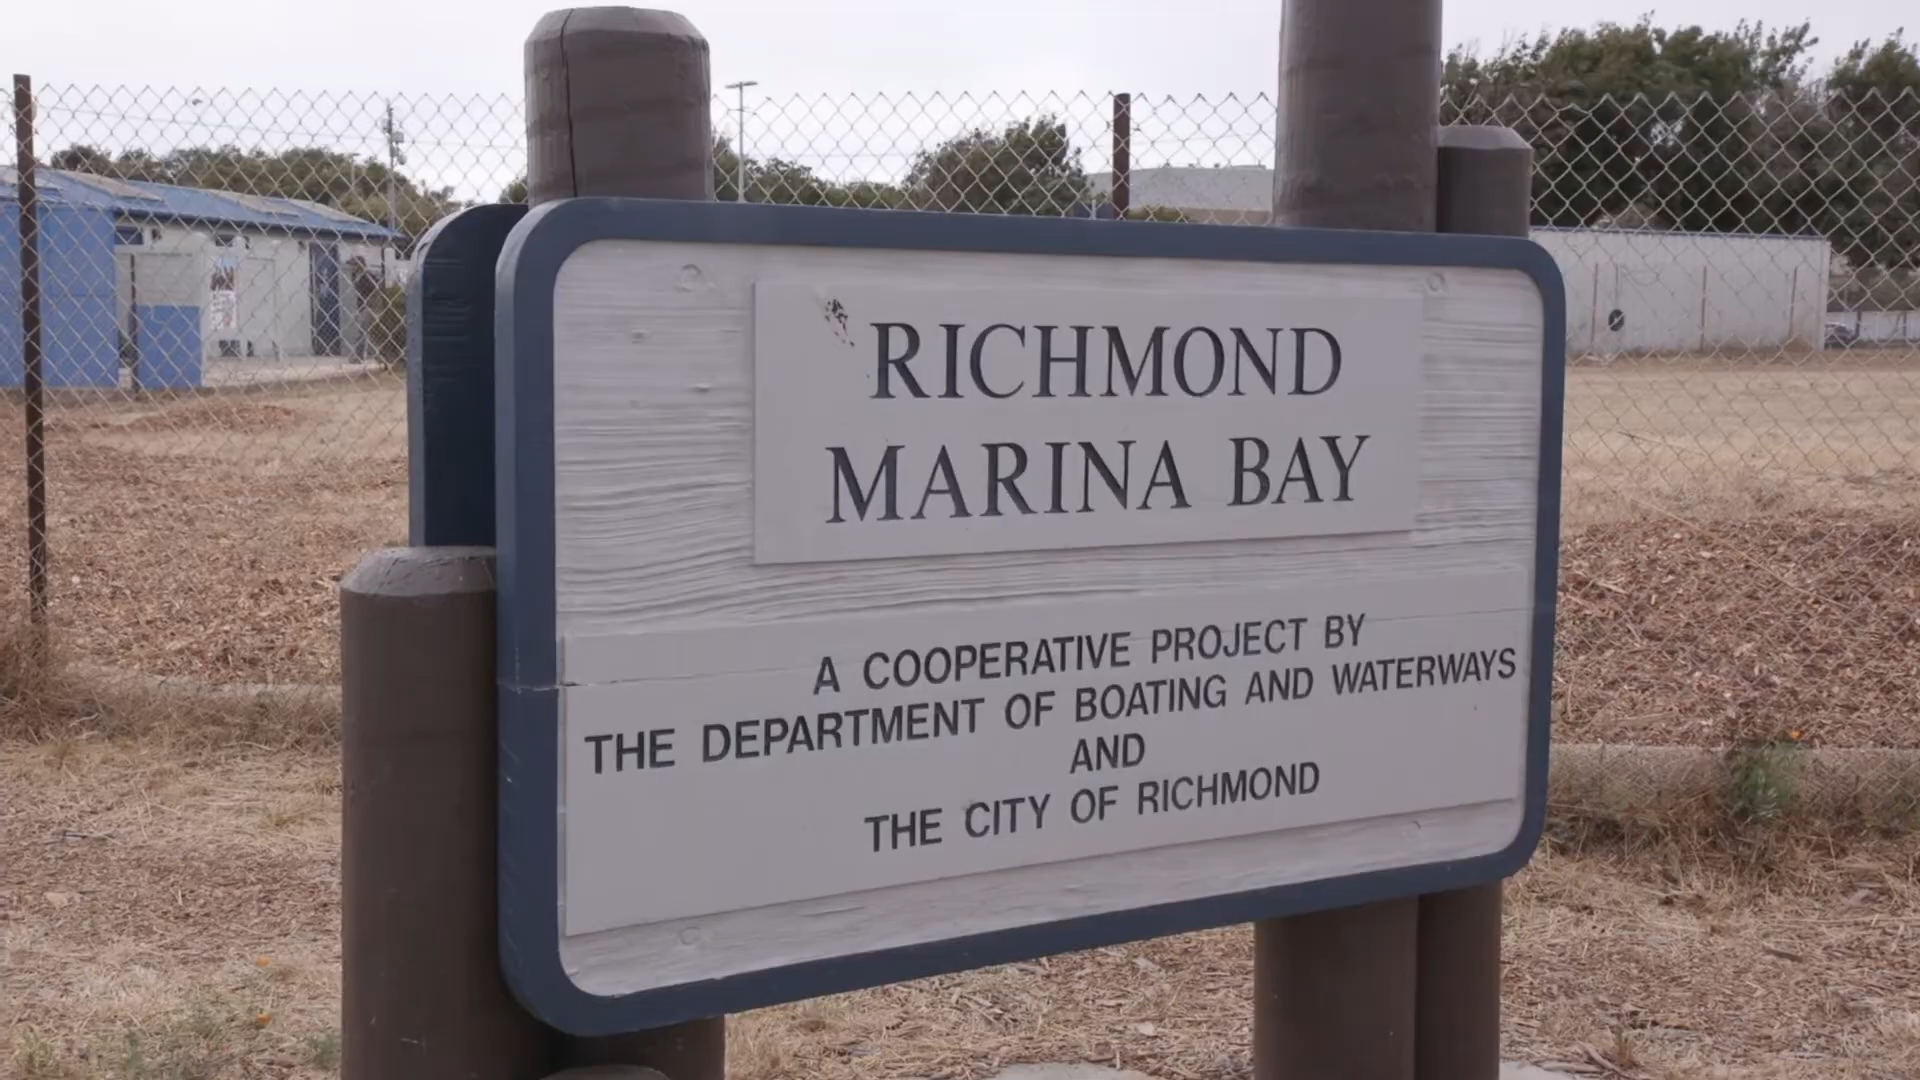 RICHMOND
MARINA BAY
A COOPERATIVE PROJECT BY
THE DEPARTMENT OF BOATING AND WATERWAYS
AND
THE CITY OF RICHMOND